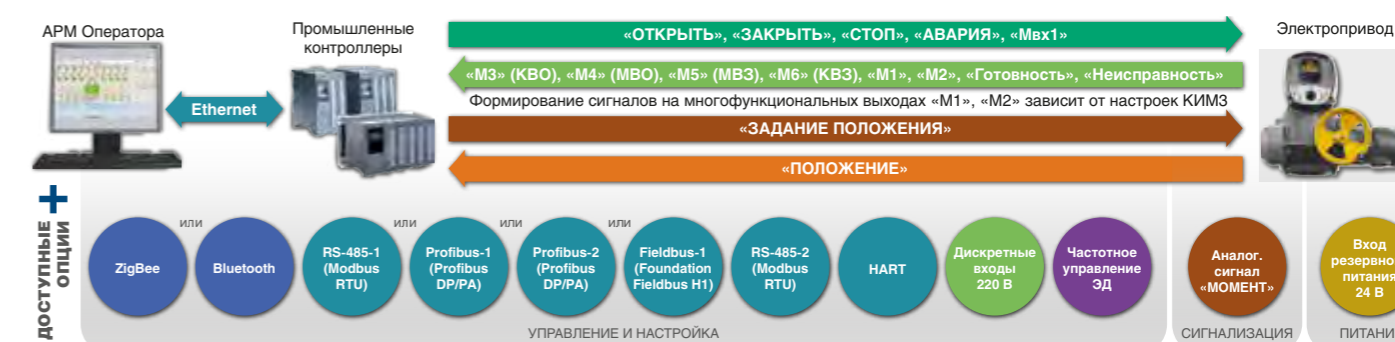 АРМ Оператора
Промышленные
контроллеры
Ethernet
«ОТКРЫТЬ», «ЗАКРЫТЬ», «СТОП», «АВАРИЯ», «Мвх1»
«М3» (КВО), «М4» (МВО), «М5» (МВЗ), «М6» (КВЗ), «М1», «М2», «Готовность», «Неисправность»
Формирование сигналов на многофункциональных выходах «М1», «М2» зависит от настроек КИМ3
«ЗАДАНИЕ ПОЛОЖЕНИЯ»
«ПОЛОЖЕНИЕ»
Электропривод
+
ДОСТУПНЫЕ
ОПЦИИ
ZigBee
или
Bluetooth
RS-485-1
(Modbus
RTU)
или
Profibus-1
(Profibus
DP/PA)
или
Profibus-2
(Profibus
DP/PA)
или
Fieldbus-1
(Foundation
Fieldbus H1)
RS-485-2
(Modbus
RTU)
HART
Дискретные
входы
220 В
Частотное
управление
ЭД
Аналог.
сигнал
«МОМЕНТ»
Вход
резервно
питания
24 В
УПРАВЛЕНИЕ И НАСТРОЙКА
СИГНАЛИЗАЦИЯ
ПИТАНИ